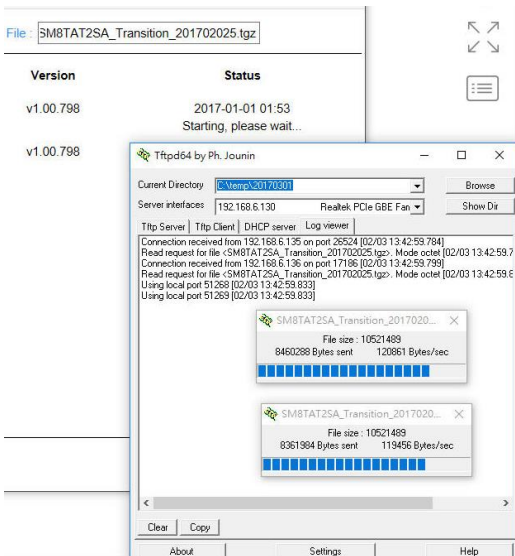 File : SM8TAT2SA_Transition_201702025.tgz
Version Status
v1.00.798 2017-01-01 01:53
Starting, please wait...
v1.00.798
Tftpd64 by Ph. Jounin
Current Directory C:\temp\20170301 Browse
Server interfaces 192.168.6.130 Realtek PCIe GBE Fan Show Dir
Tftp Server Tftp Client DHCP server Log viewer
Connection received from 192.168.6.135 on port 26524 [02/03 13:42:59.784]
Read request for file <SM8TAT2SA_Transition_201702025.tgz>. Mode octet [02/03 13:42:59.7
Connection received from 192.168.6.136 on port 17186 [02/03 13:42:59.799]
Read request for file <SM8TAT2SA_Transition_201702025.tgz>. Mode octet [02/03 13:42:59.8
Using local port 51268 [02/03 13:42:59.833]
Using local port 51269 [02/03 13:42:59.833]
SM8TAT2SA_Transition_2017020...
File size : 10521489
8460288 Bytes sent 120861 Bytes/sec
SM8TAT2SA_Transition_2017020...
File size : 10521489
8361984 Bytes sent 119456 Bytes/sec
Clear Copy
About Settings Help